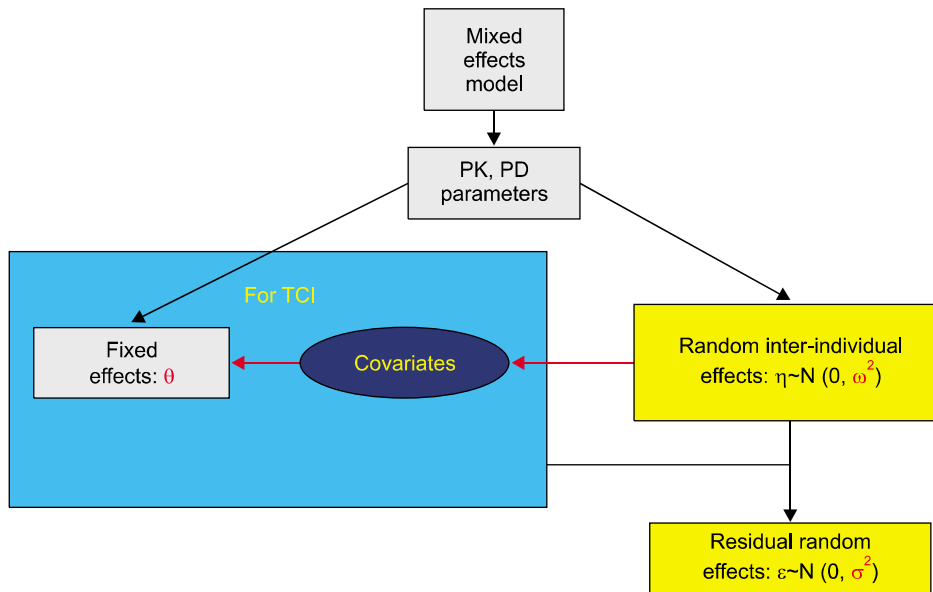 Mixed
effects
model
PK, PD
parameters
For TCI
Fixed
effects: θ
Covariates
Random inter-individual
effects: η~N (0, ω²)
Residual random
effects: ε~N (0, σ²)